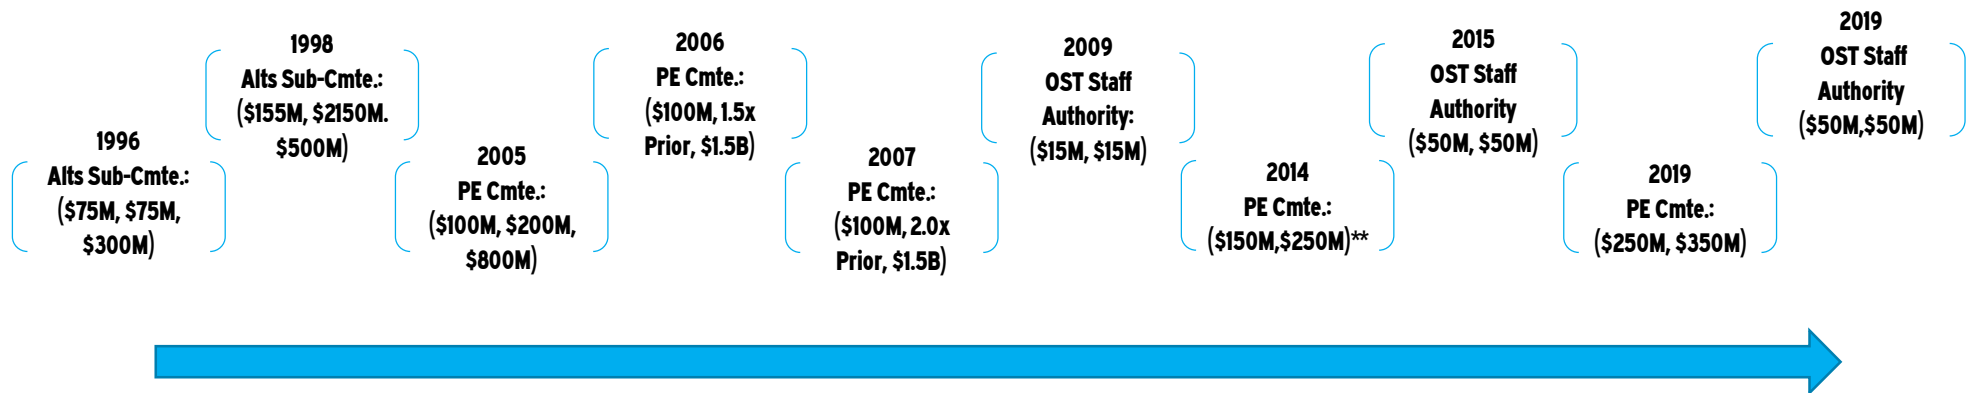 1996
Alts Sub-Cmte.:
($75M, $75M,
$300M)
1998
Alts Sub-Cmte.:
($155M, $2150M.
$500M)
2005
PE Cmte.:
($100M, $200M,
$800M)
2006
PE Cmte.:
($100M, 1.5x
Prior, $1.5B)
2007
PE Cmte.:
($100M, 2.0x
Prior, $1.5B)
2009
OST Staff
Authority:
($15M, $15M)
2014
PE Cmte.:
($150M,$250M)**
2015
OST Staff
Authority
($50M, $50M)
2019
PE Cmte.:
($250M, $350M)
2019
OST Staff
Authority
($50M,$50M)